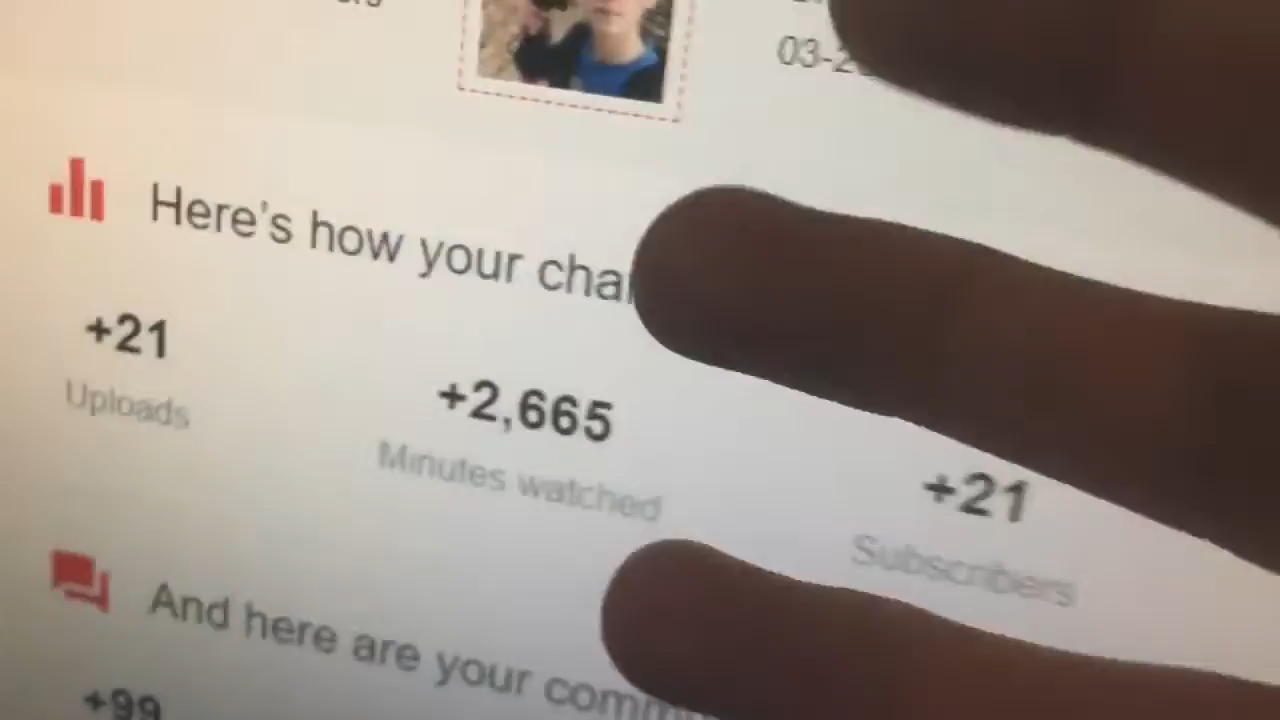 03-2
Here's how your cha
+21
Uploads
+2,665
Minutes watched
+21
Subscribers
And here are your comm
+99